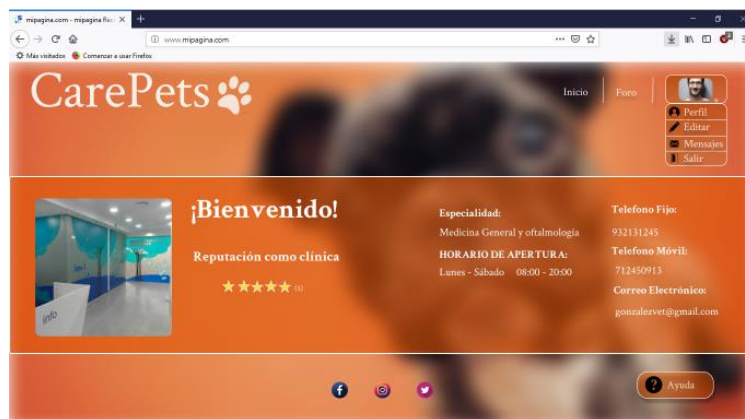 mipagina.com - mipagina flas
www.mipagina.com
Más visitados Comenzar a usar Firefox
CarePets
Inicio
Foro
Perfil
Editar
Mensajes
Salir
¡Bienvenido!
Reputación como clínica
(5)
info
Especialidad:
Medicina General y oftalmología
HORARIO DE APERTURA:
Lunes - Sábado 08:00 - 20:00
Telefono Fijo:
932131245
Telefono Móvil:
712450913
Correo Electrónico:
gonzalezvet@gmail.com
Ayuda